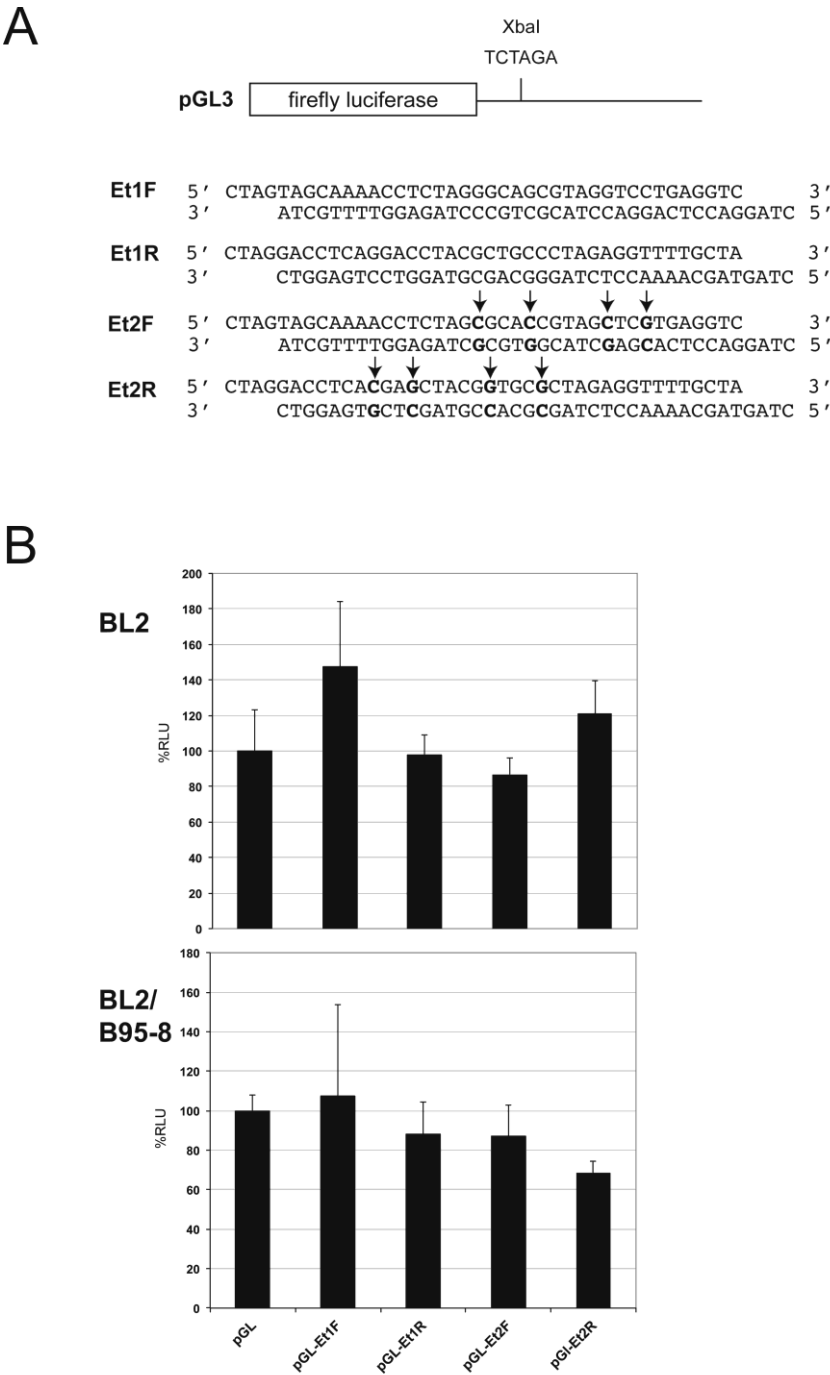 A
XbaI
TCTAGA
pGL3 firefly luciferase
Et1F 5′ CTAGTAGCAAAACCTCTAGGGCAGCGTAGGTCCTGAGGTC 3′
3′ ATCGTTTTGGAGATCCCGTCGCATCCAGGACTCCAGGATC 5′
Et1R 5′ CTAGGACCTCAGGACCTACGCTGCCCTAGAGGTTTTGCTA 3′
3′ CTGGAGTCCTGGATGCGACGGGATCTCCAAAACGATGATC 5′
Et2F 5′ CTAGTAGCAAAACCTCTAGCGCACCGTAGCTCGTGAGGTC 3′
3′ ATCGTTTTGGAGATCGCGTGGCATCGAGCACTCCAGGATC 5′
Et2R 5′ CTAGGACCTCACGAGCTACGGTGCGCTAGAGGTTTTGCTA 3′
3′ CTGGAGTGCTCGATGCCACGCGATCTCCAAAACGATGATC 5′
B
BL2
%RLU
200
180
160
140
120
100
80
60
40
20
0
BL2/
B95-8
%RLU
180
160
140
120
100
80
60
40
20
0
pGL
pGL-Et1F
pGL-Et1R
pGL-Et2F
pGl-Et2R